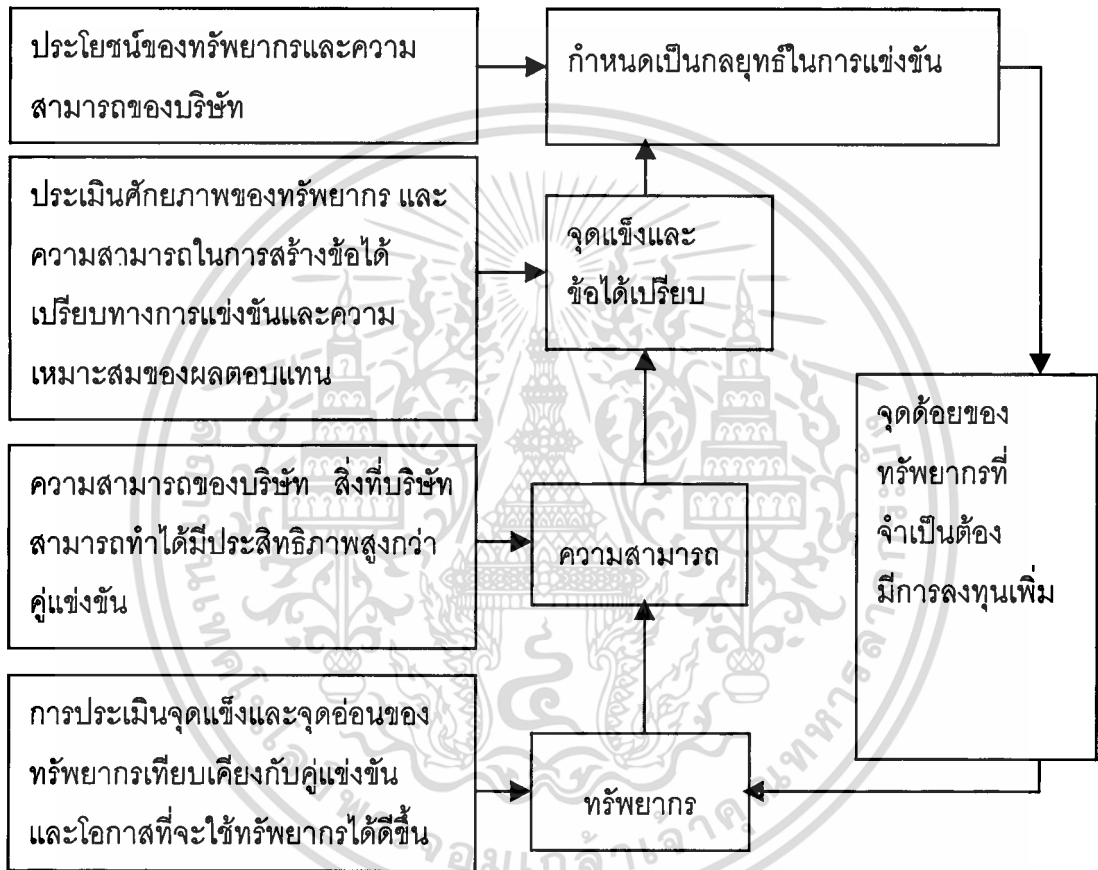 ประโยชน์ของทรัพยากรและความ
สามารถของบริษัท
กำหนดเป็นกลยุทธ์ในการแข่งขัน
ประเมินศักยภาพของทรัพยากร และ
ความสามารถในการสร้างข้อได้
เปรียบทางการแข่งขันและความ
เหมาะสมของผลตอบแทน
จุดแข็งและ
ข้อได้เปรียบ
จุดด้อยของ
ทรัพยากรที่
จำเป็นต้อง
มีการลงทุนเพิ่ม
ความสามารถของบริษัท สิ่งที่บริษัท
สามารถทำได้มีประสิทธิภาพสูงกว่า
คู่แข่งขัน
ความสามารถ
การประเมินจุดแข็งและจุดอ่อนของ
ทรัพยากรเทียบเคียงกับคู่แข่งขัน
และโอกาสที่จะใช้ทรัพยากรได้ดีขึ้น
ทรัพยากร